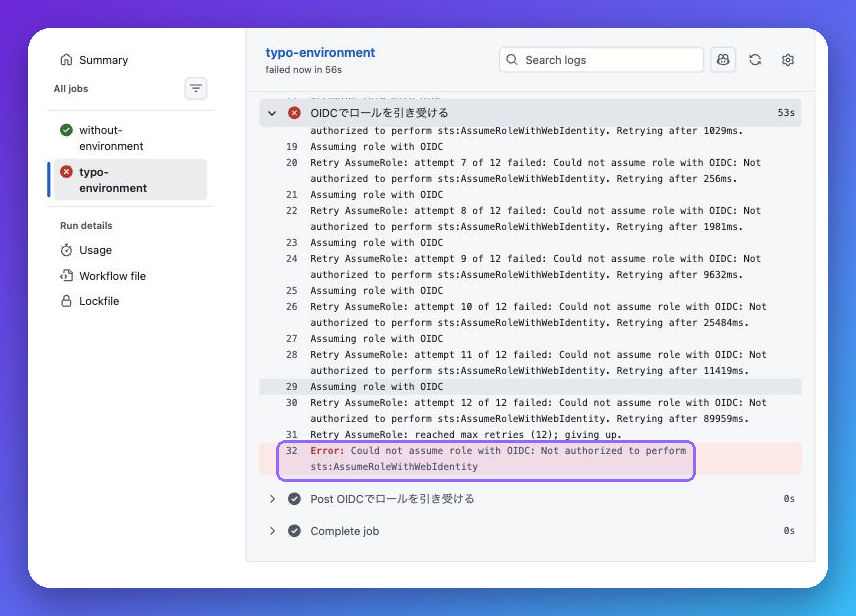 Summary
All jobs
without-
environment
typo-
environment
Run details
Usage
Workflow file
Lockfile
typo-environment
failed now in 56s
Search logs
OIDCでロールを引き受ける 53s
authorized to perform sts:AssumeRoleWithWebIdentity. Retrying after 1029ms.
19 Assuming role with OIDC
20 Retry AssumeRole: attempt 7 of 12 failed: Could not assume role with OIDC: Not
authorized to perform sts:AssumeRoleWithWebIdentity. Retrying after 256ms.
21 Assuming role with OIDC
22 Retry AssumeRole: attempt 8 of 12 failed: Could not assume role with OIDC: Not
authorized to perform sts:AssumeRoleWithWebIdentity. Retrying after 1981ms.
23 Assuming role with OIDC
24 Retry AssumeRole: attempt 9 of 12 failed: Could not assume role with OIDC: Not
authorized to perform sts:AssumeRoleWithWebIdentity. Retrying after 9632ms.
25 Assuming role with OIDC
26 Retry AssumeRole: attempt 10 of 12 failed: Could not assume role with OIDC: Not
authorized to perform sts:AssumeRoleWithWebIdentity. Retrying after 25484ms.
27 Assuming role with OIDC
28 Retry AssumeRole: attempt 11 of 12 failed: Could not assume role with OIDC: Not
authorized to perform sts:AssumeRoleWithWebIdentity. Retrying after 11419ms.
29 Assuming role with OIDC
30 Retry AssumeRole: attempt 12 of 12 failed: Could not assume role with OIDC: Not
authorized to perform sts:AssumeRoleWithWebIdentity. Retrying after 89959ms.
31 Retry AssumeRole: reached max retries (12); giving up.
32 Error: Could not assume role with OIDC: Not authorized to perform
sts:AssumeRoleWithWebIdentity
Post OIDCでロールを引き受ける 0s
Complete job 0s